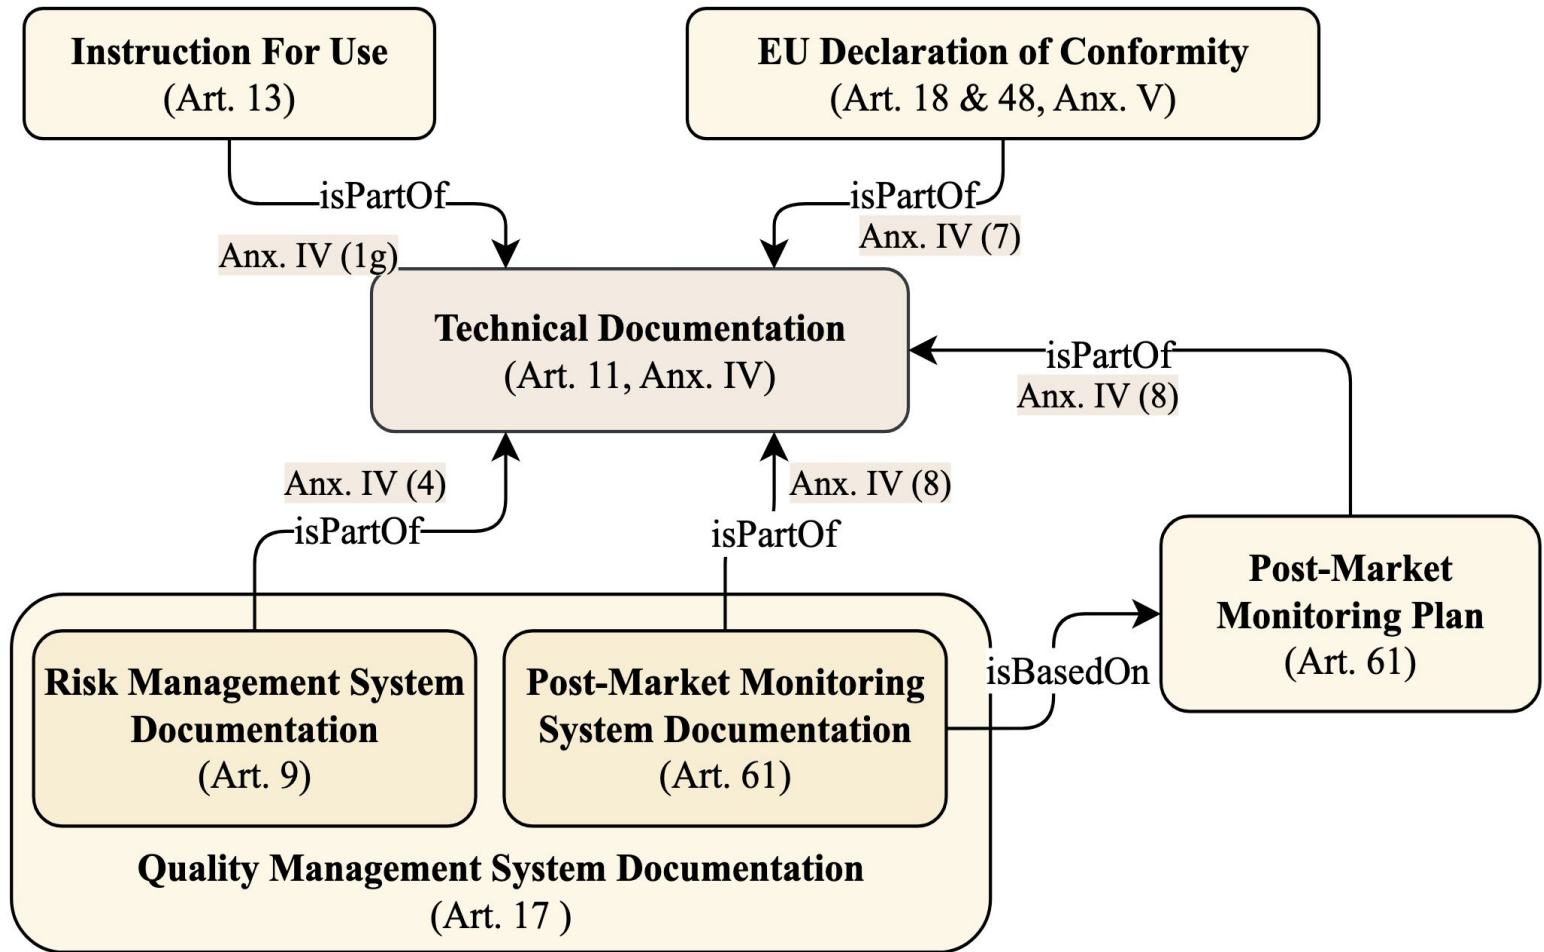 Instruction For Use
(Art. 13)
EU Declaration of Conformity
(Art. 18 & 48, Anx. V)
isPartOf
Anx. IV (1g)
isPartOf
Anx. IV (7)
Technical Documentation
(Art. 11, Anx. IV)
isPartOf
Anx. IV (8)
Anx. IV (4)
isPartOf
Anx. IV (8)
isPartOf
Post-Market
Monitoring Plan
(Art. 61)
isBasedOn
Risk Management System
Documentation
(Art. 9)
Post-Market Monitoring
System Documentation
(Art. 61)
Quality Management System Documentation
(Art. 17 )